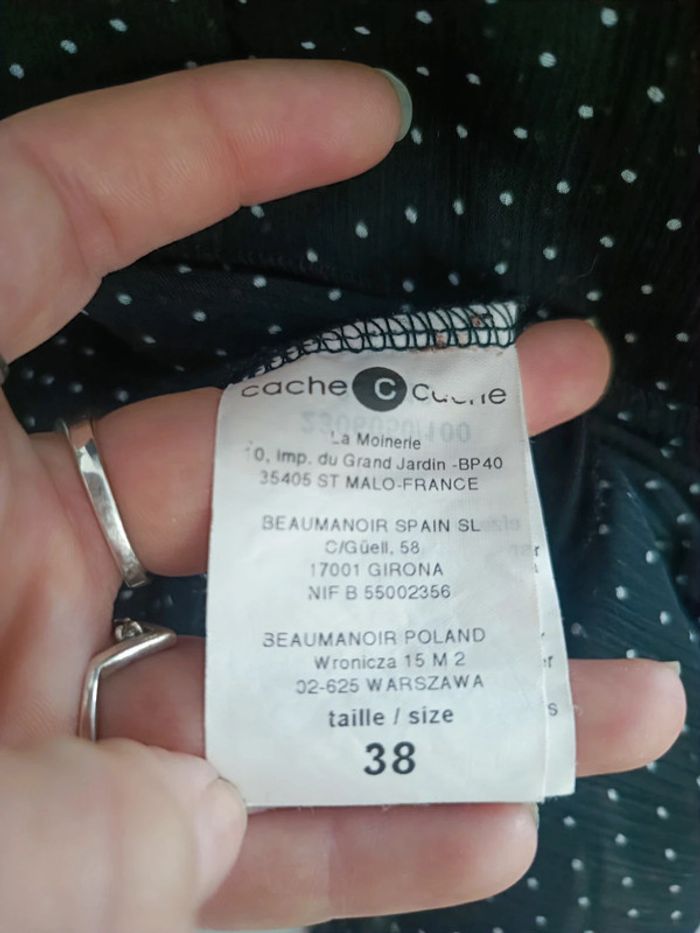 cache C cache
La Moinerie
10, imp. du Grand Jardin -BP40
35405 ST MALO-FRANCE
BEAUMANOIR SPAIN SL
C/Güell, 58
17001 GIRONA
NIF B 55002356
BEAUMANOIR POLAND
Wronicza 15 M 2
02-625 WARSZAWA
taille / size
38